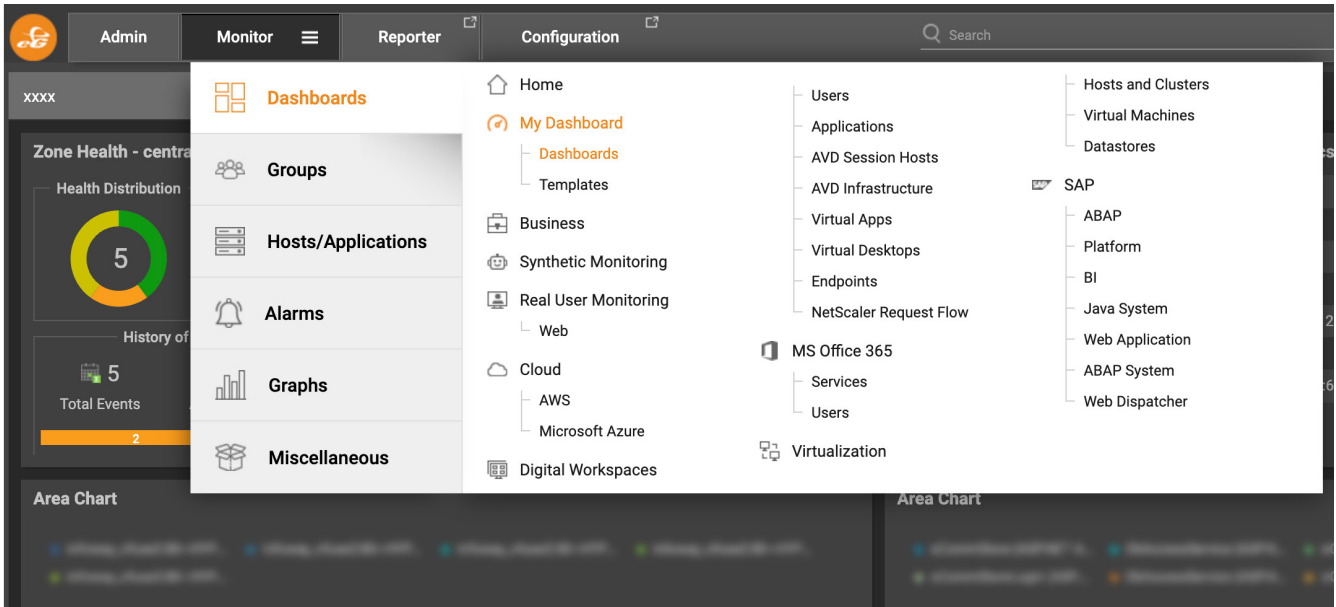 eG
Admin
Monitor
Reporter
Configuration
Search
xxxx
Zone Health - centra
Health Distribution
5
History of
5
Total Events
2
Dashboards
Groups
Hosts/Applications
Alarms
Graphs
Miscellaneous
Home
My Dashboard
Dashboards
Templates
Business
Synthetic Monitoring
Real User Monitoring
Web
Cloud
AWS
Microsoft Azure
Digital Workspaces
Users
Applications
AVD Session Hosts
AVD Infrastructure
Virtual Apps
Virtual Desktops
Endpoints
NetScaler Request Flow
MS Office 365
Services
Users
Virtualization
Hosts and Clusters
Virtual Machines
Datastores
SAP
SAP
ABAP
Platform
BI
Java System
Web Application
ABAP System
Web Dispatcher
Area Chart
Area Chart